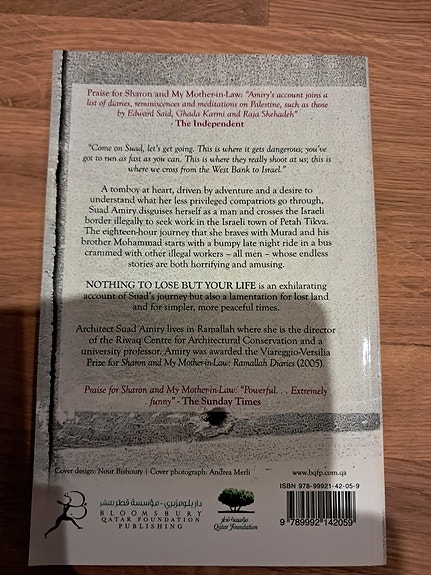 Praise for Sharon and My Mother-in-Law: "Amiry's account joins a
list of diaries, reminiscences and meditations on Palestine, such as those
by Edward Said, Ghada Karmi and Raja Shehadeh"
- The Independent
"Come on Suad, let's get going. This is where it gets dangerous; you've
got to run as fast as you can. This is where they really shoot at us; this is
where we cross from the West Bank to Israel."
A tomboy at heart, driven by adventure and a desire to
understand what her less privileged compatriots go through,
Suad Amiry disguises herself as a man and crosses the Israeli
border illegally to seek work in the Israeli town of Petah Tikva.
The eighteen-hour journey that she braves with Murad and his
brother Mohammad starts with a bumpy late night ride in a bus
crammed with other illegal workers – all men – whose endless
stories are both horrifying and amusing.
NOTHING TO LOSE BUT YOUR LIFE is an exhilarating
account of Suad's journey but also a lamentation for lost land
and for simpler, more peaceful times.
Architect Suad Amiry lives in Ramallah where she is the director
of the Riwaq Centre for Architectural Conservation and a
university professor. Amiry was awarded the Viareggio-Versilia
Prize for Sharon and My Mother-in-Law: Ramallah Diaries (2005).
Praise for Sharon and My Mother-in-Law: "Powerful. . . Extremely
funny" - The Sunday Times
Cover design: Nour Bishoury | Cover photograph: Andrea Merli
www.bqfp.com.qa
ISBN 978-99921-42-05-9
دار بلومزبري - مؤسسة قطر للنشر
BLOOMSBURY
QATAR FOUNDATION
PUBLISHING
مؤسسة قطر
Qatar Foundation
9 789992 142059